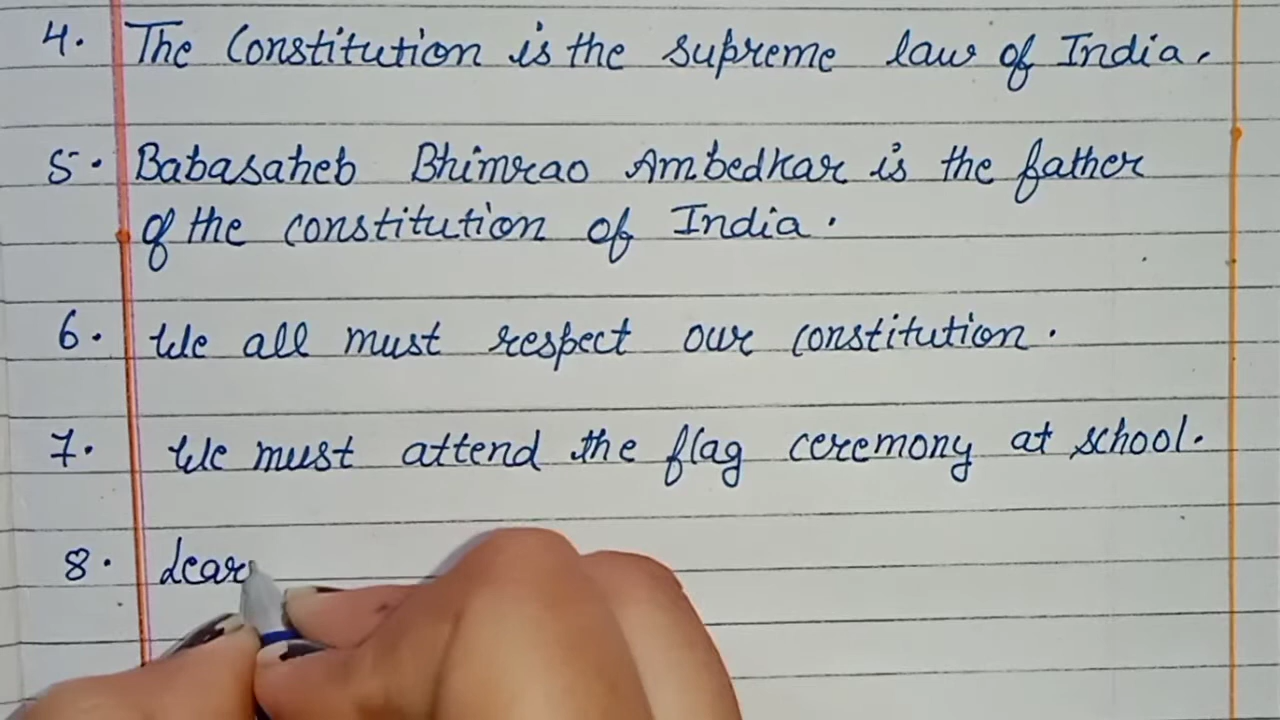 4. The Constitution is the supreme law of India.
5. Babasaheb Bhimrao Ambedkar is the father
of the constitution of India.
6. We all must respect our constitution.
7. We must attend the flag ceremony at school.
8. Lear